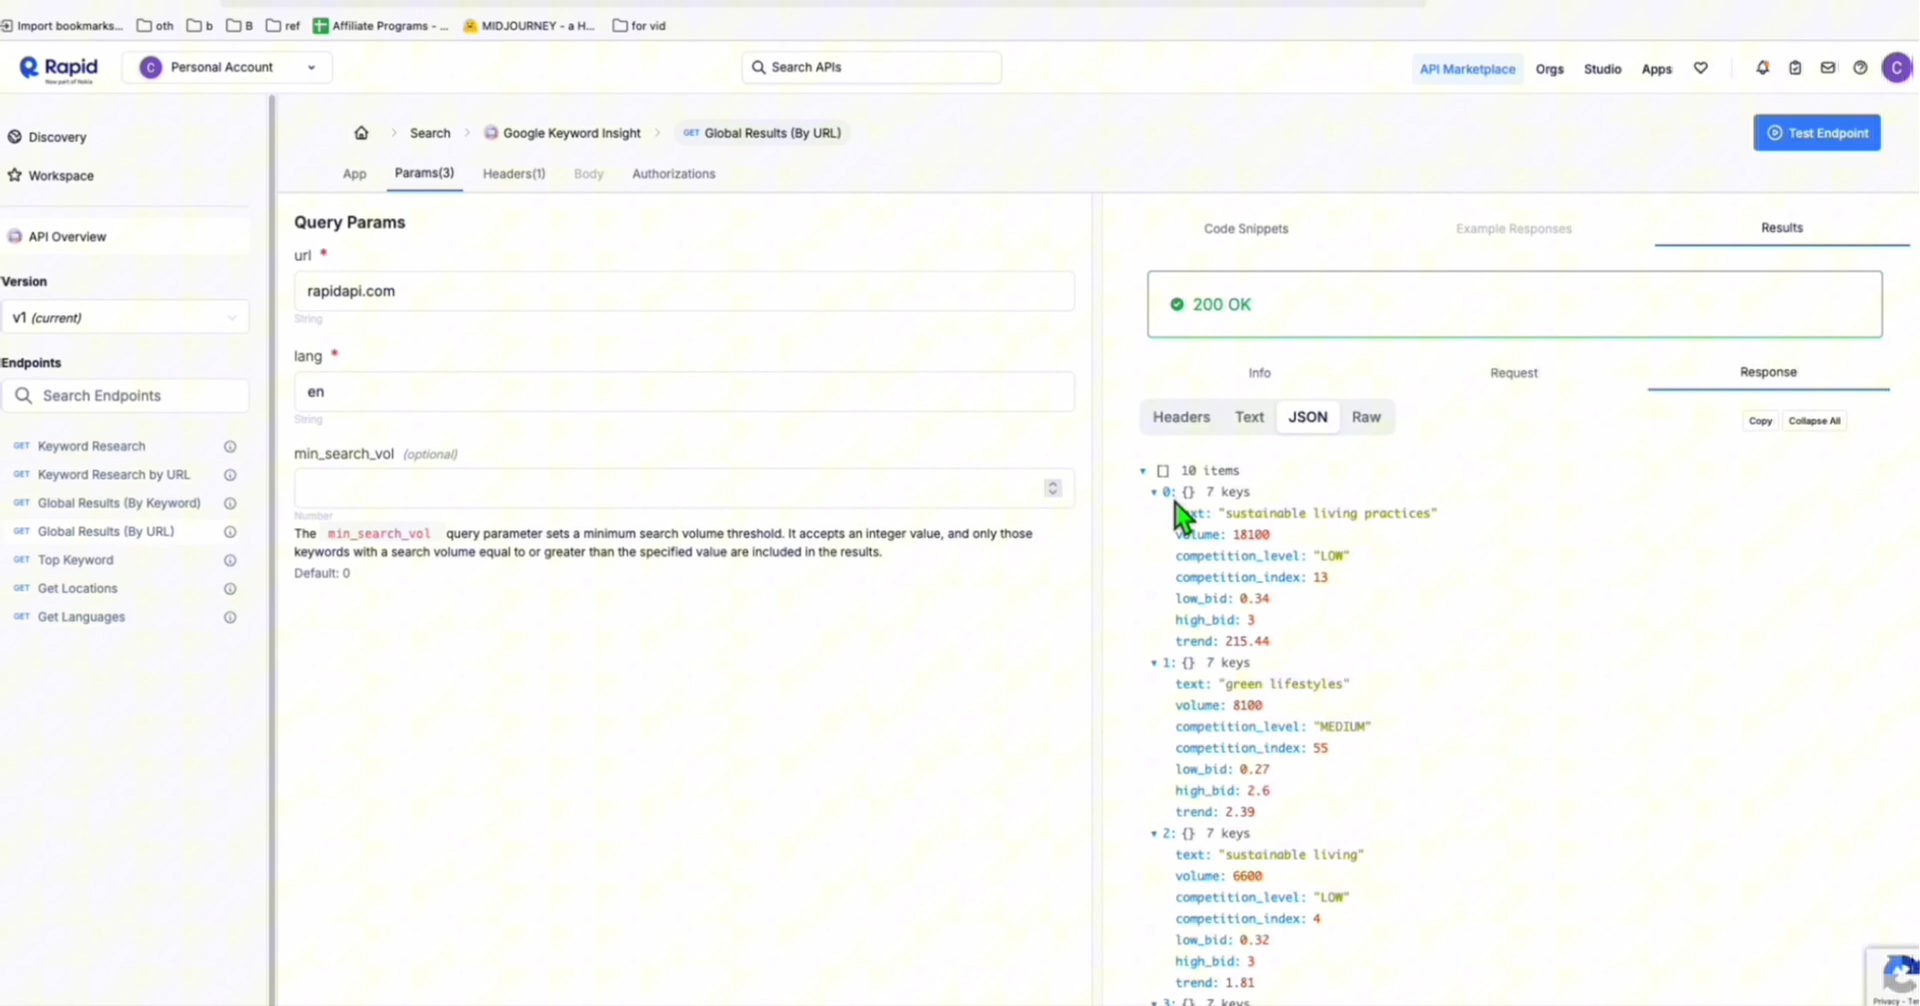 Import bookmarks... oth b B ref Affiliate Programs - ... MIDJOURNEY - a H... for vid
Rapid
Now part of Nokia
C Personal Account
Search APIs
API Marketplace Orgs Studio Apps C
Discovery
Workspace
API Overview
Version
v1 (current)
Endpoints
Search Endpoints
GET Keyword Research
GET Keyword Research by URL
GET Global Results (By Keyword)
GET Global Results (By URL)
GET Top Keyword
GET Get Locations
GET Get Languages
Search Google Keyword Insight GET Global Results (By URL)
Test Endpoint
App Params(3) Headers(1) Body Authorizations
Query Params
url *
rapidapi.com
String
lang *
en
String
min_search_vol (optional)
Number
The min_search_vol query parameter sets a minimum search volume threshold. It accepts an integer value, and only those
keywords with a search volume equal to or greater than the specified value are included in the results.
Default: 0
Code Snippets Example Responses Results
200 OK
Info Request Response
Headers Text JSON Raw Copy Collapse All
[] 10 items
0: {} 7 keys
"sustainable living practices"
volume: 18100
competition_level: "LOW"
competition_index: 13
low_bid: 0.34
high_bid: 3
trend: 215.44
1: {} 7 keys
text: "green lifestyles"
volume: 8100
competition_level: "MEDIUM"
competition_index: 55
low_bid: 0.27
high_bid: 2.6
trend: 2.39
2: {} 7 keys
text: "sustainable living"
volume: 6600
competition_level: "LOW"
competition_index: 4
low_bid: 0.32
high_bid: 3
trend: 1.81
3: {} 7 keys
Privacy - Te